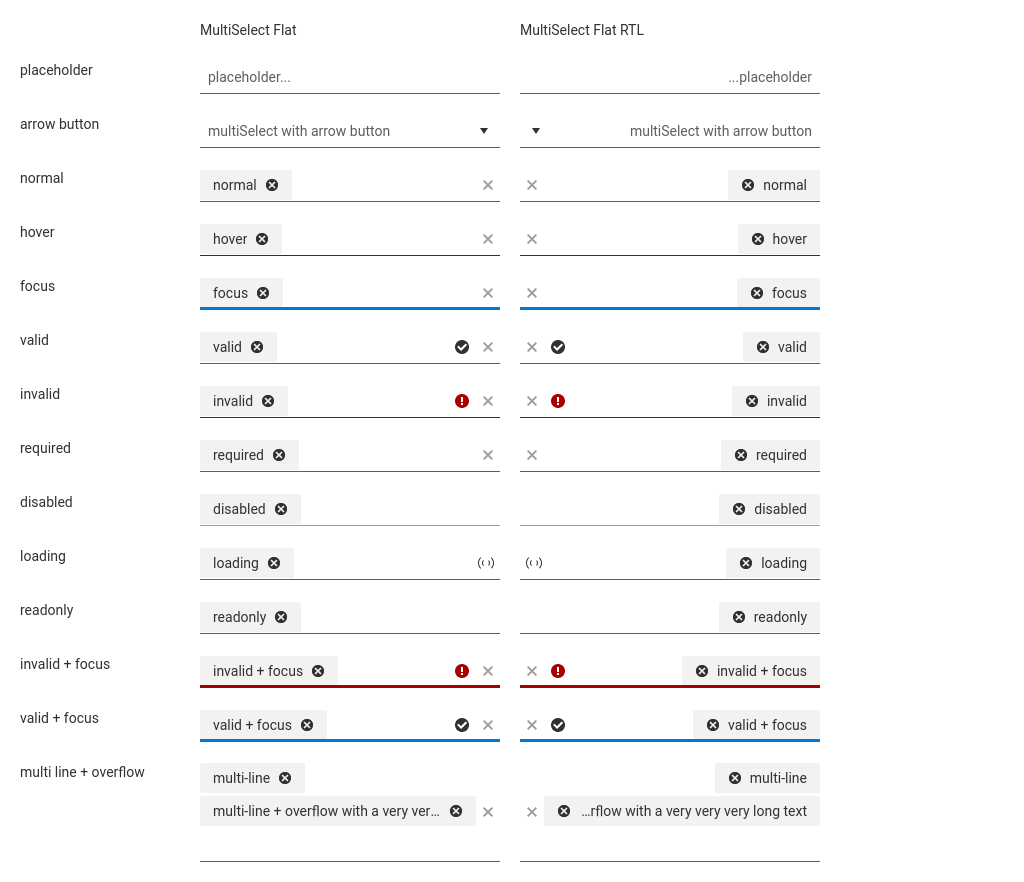 MultiSelect Flat MultiSelect Flat RTL
placeholder placeholder... ...placeholder
arrow button multiSelect with arrow button multiSelect with arrow button
normal normal normal
hover hover hover
focus focus focus
valid valid valid
invalid invalid invalid
required required required
disabled disabled disabled
loading loading loading
readonly readonly readonly
invalid + focus invalid + focus invalid + focus
valid + focus valid + focus valid + focus
multi line + overflow multi-line multi-line
multi-line + overflow with a very ver... ...rflow with a very very very long text